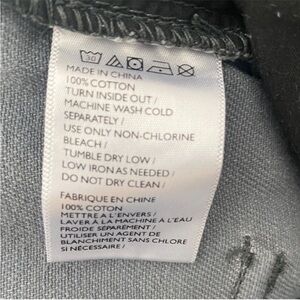 30
MADE IN CHINA
100% COTTON
TURN INSIDE OUT /
MACHINE WASH COLD
SEPARATELY /
USE ONLY NON-CHLORINE
BLEACH /
TUMBLE DRY LOW /
LOW IRON AS NEEDED /
DO NOT DRY CLEAN /
FABRIQUE EN CHINE
100% COTON
METTRE A L'ENVERS /
LAVER À LA MACHINE À L'EAU
FROIDE SÉPARÉMENT /
UTILISER UN AGENT DE
BLANCHIMENT SANS CHLORE
SI NÉCESSAIRE /